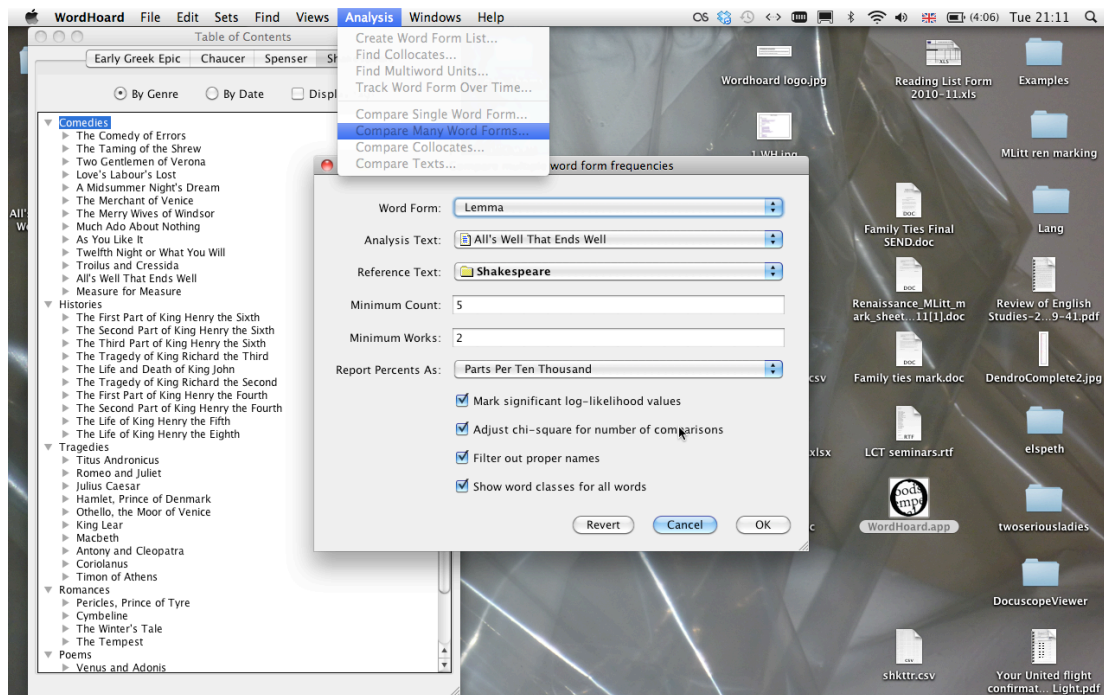 WordHoard File Edit Sets Find Views Analysis Windows Help (4:06) Tue 21:11
Table of Contents
Early Greek Epic Chaucer Spenser Sh
By Genre By Date Displ
Comedies
The Comedy of Errors
The Taming of the Shrew
Two Gentlemen of Verona
Love's Labour's Lost
A Midsummer Night's Dream
The Merchant of Venice
The Merry Wives of Windsor
Much Ado About Nothing
As You Like It
Twelfth Night or What You Will
Troilus and Cressida
All's Well That Ends Well
Measure for Measure
Histories
The First Part of King Henry the Sixth
The Second Part of King Henry the Sixth
The Third Part of King Henry the Sixth
The Tragedy of King Richard the Third
The Life and Death of King John
The Tragedy of King Richard the Second
The First Part of King Henry the Fourth
The Second Part of King Henry the Fourth
The Life of King Henry the Fifth
The Life of King Henry the Eighth
Tragedies
Titus Andronicus
Romeo and Juliet
Julius Caesar
Hamlet, Prince of Denmark
Othello, the Moor of Venice
King Lear
Macbeth
Antony and Cleopatra
Coriolanus
Timon of Athens
Romances
Pericles, Prince of Tyre
Cymbeline
The Winter's Tale
The Tempest
Poems
Venus and Adonis
Create Word Form List...
Find Collocates...
Find Multiword Units...
Track Word Form Over Time...
Compare Single Word Form...
Compare Many Word Forms...
Compare Collocates...
Compare Texts...
word form frequencies
Word Form: Lemma
Analysis Text: All's Well That Ends Well
Reference Text: Shakespeare
Minimum Count: 5
Minimum Works: 2
Report Percents As: Parts Per Ten Thousand
Mark significant log-likelihood values
Adjust chi-square for number of comparisons
Filter out proper names
Show word classes for all words
Revert Cancel OK
Wordhoard logo.jpg
Reading List Form
2010-11.xls
Examples
MLitt ren marking
Family Ties Final
SEND.doc
Lang
Renaissance_MLitt_m
ark_sheet...11[1].doc
Review of English
Studies-2...9-41.pdf
csv
Family ties mark.doc
DendroComplete2.jpg
xlsx
LCT seminars.rtf
elspeth
WordHoard.app
twoseriousladies
DocuscopeViewer
shkttr.csv
Your United flight
confirmat... Light.pdf